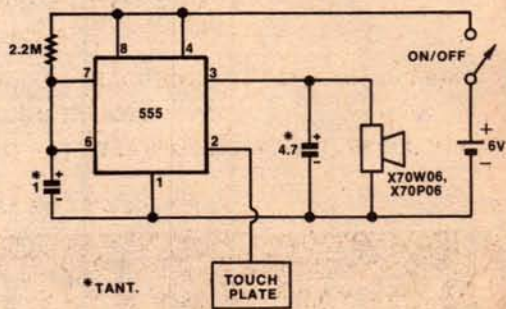 2.2M
8
4
7
3
555
6
2
1
*
1
+
-
*
4.7
+
-
ON/OFF
+
6V
-
X70W06,
X70P06
*TANT.
TOUCH
PLATE